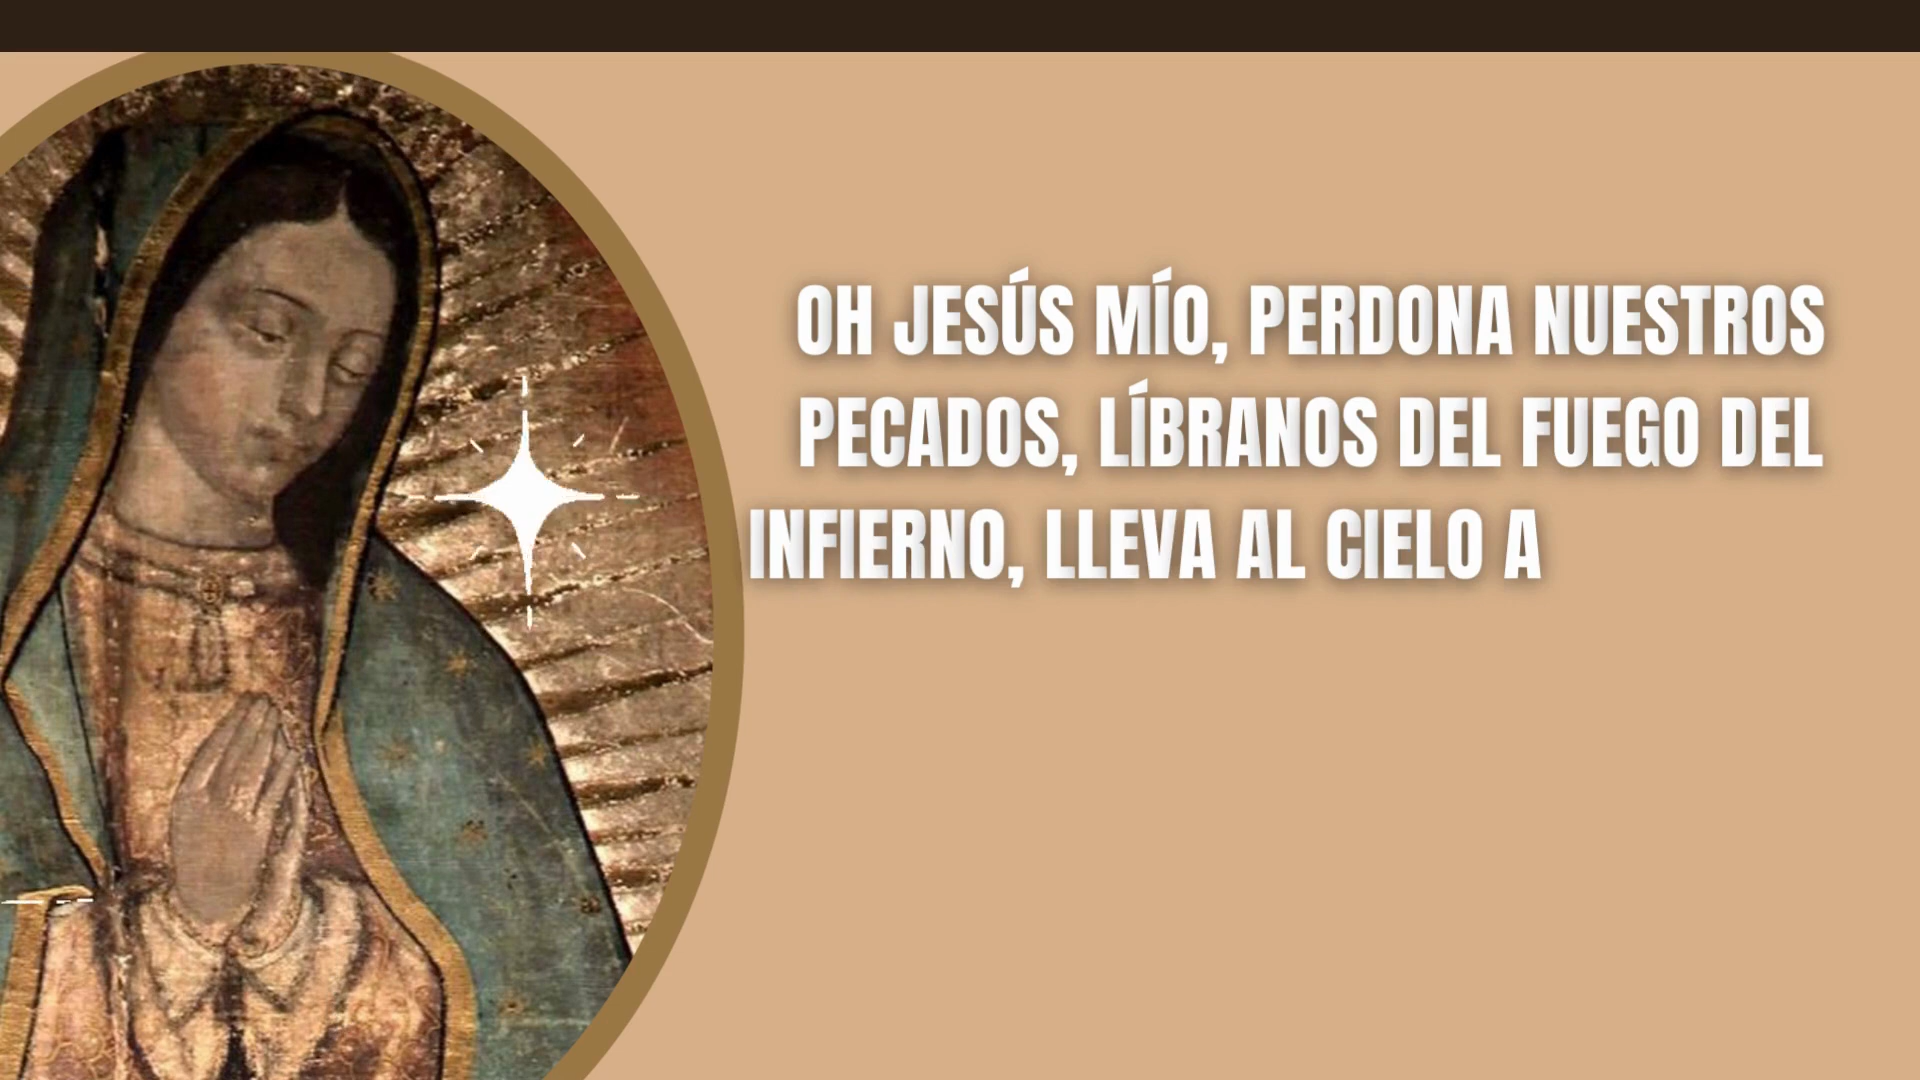 OH JESÚS MÍO, PERDONA NUESTROS
PECADOS, LÍBRANOS DEL FUEGO DEL
INFIERNO, LLEVA AL CIELO A